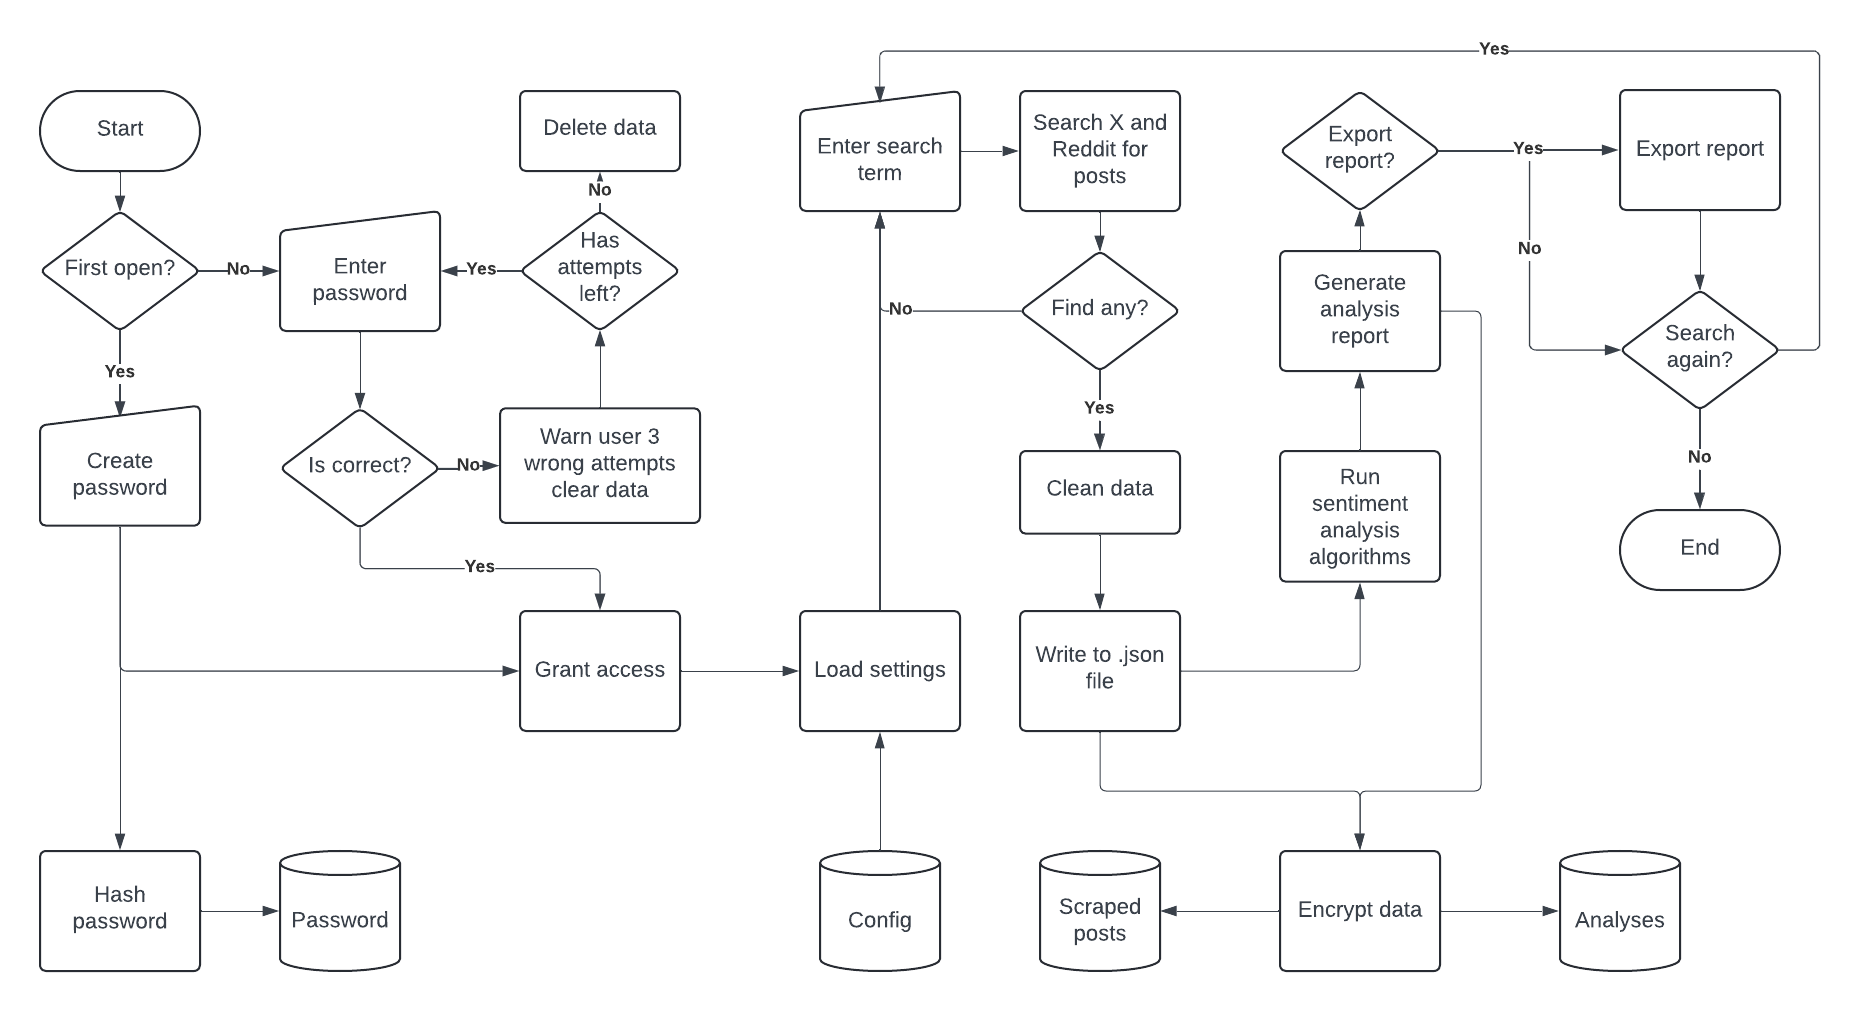 Yes
Start
Delete data
Enter search
term
Search X and
Reddit for
posts
Export
report?
Yes
Export report
No
First open?
No
Enter
password
Yes
Has
attempts
left?
No
Find any?
Generate
analysis
report
No
Search
again?
Yes
Yes
Create
password
Is correct?
No
Warn user 3
wrong attempts
clear data
Clean data
Run
sentiment
analysis
algorithms
No
End
Yes
Grant access
Load settings
Write to .json
file
Hash
password
Password
Config
Scraped
posts
Encrypt data
Analyses